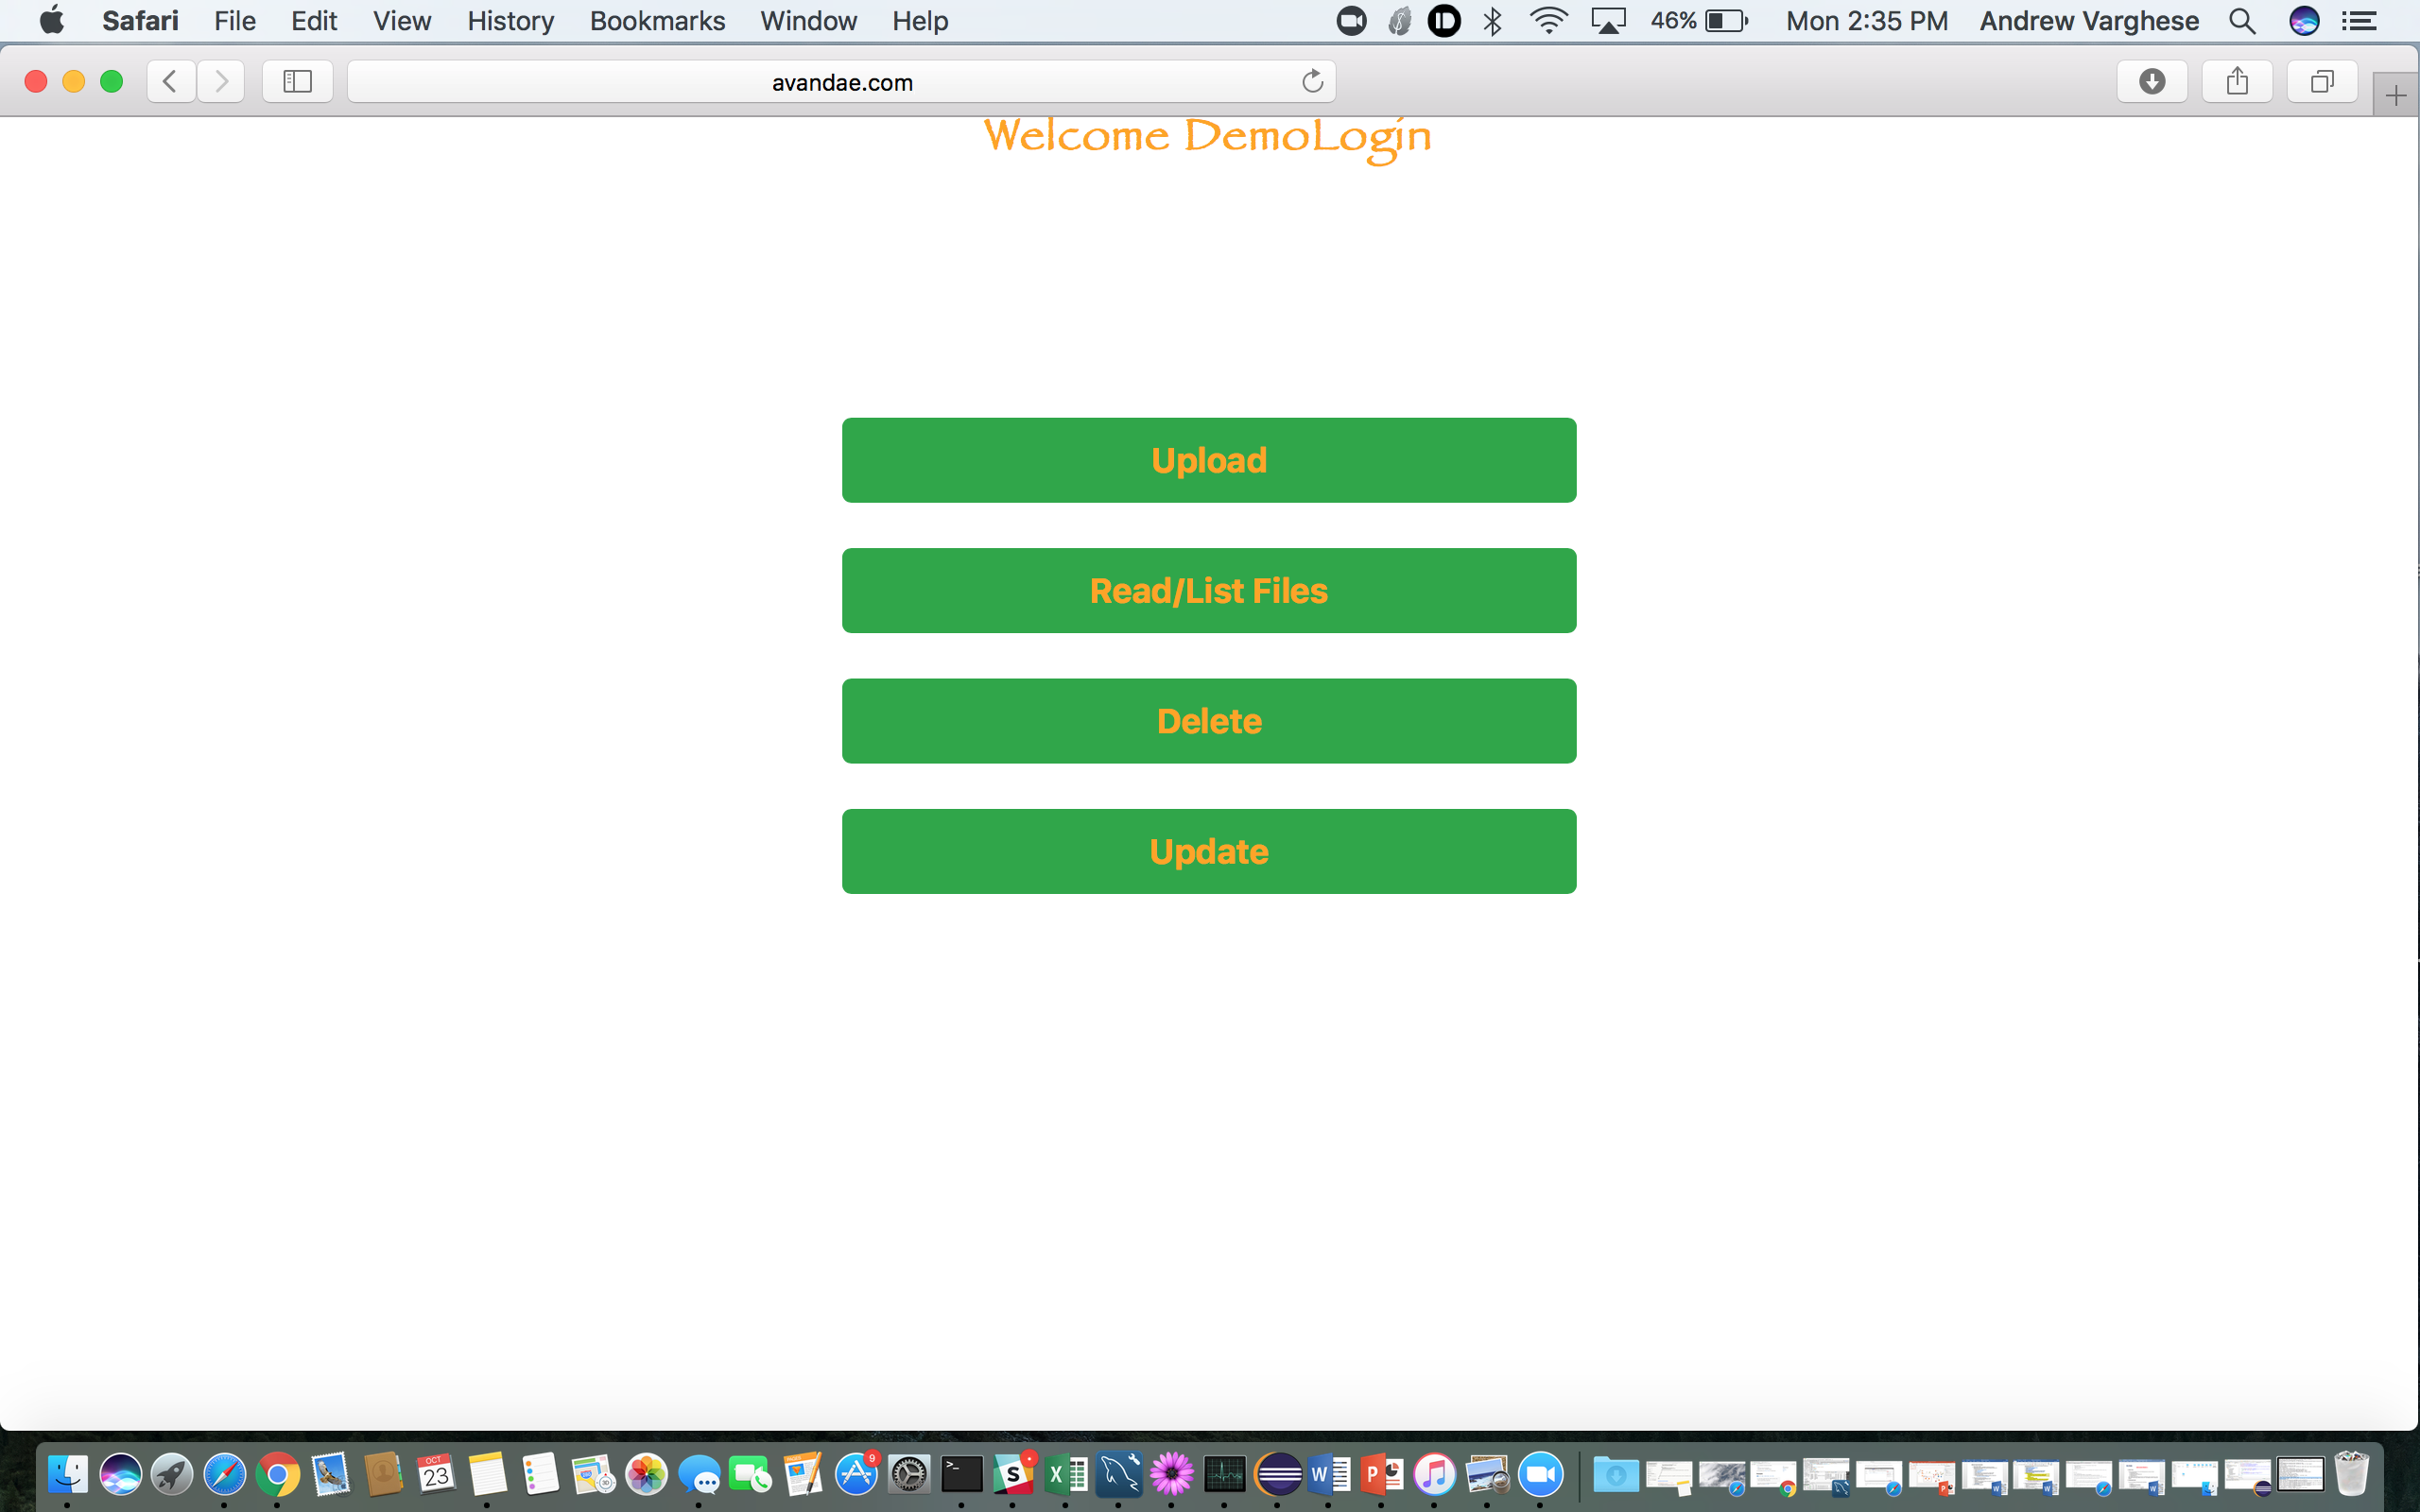 Safari File Edit View History Bookmarks Window Help 46% Mon 2:35 PM Andrew Varghese
avandae.com
Welcome DemoLogin
Upload
Read/List Files
Delete
Update
OCT
23
9